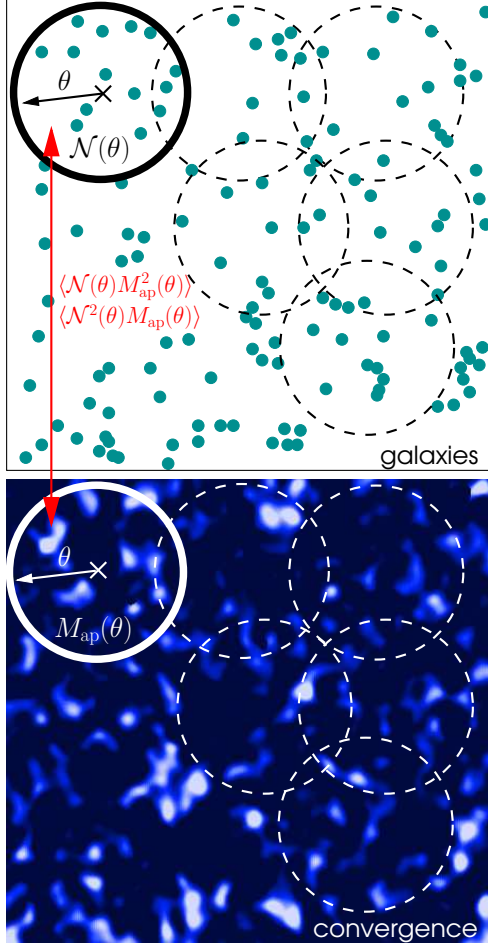 θ
𝒩(θ)
⟨𝒩(θ)M²ap(θ)⟩
⟨𝒩²(θ)Map(θ)⟩
galaxies
θ
Map(θ)
convergence